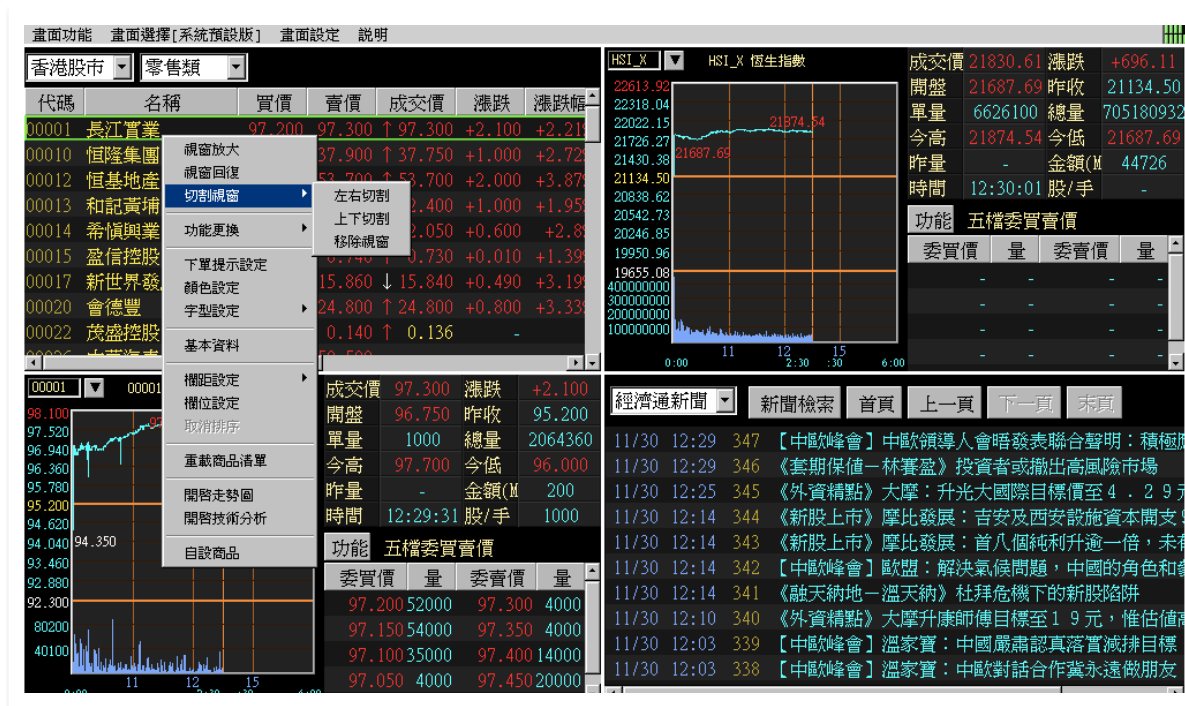 畫面功能 畫面選擇[系統預設版] 畫面設定 說明
香港股市 零售類
代碼 名稱 買價 賣價 成交價 漲跌 漲跌幅
00001 長江實業 97.200 97.300 ↑ 97.300 +2.100 +2.21
00010 恒隆集團 37.900 ↑ 37.750 +1.000 +2.72
00012 恒基地產 53.700 ↑ 53.700 +2.000 +3.87
00013 和記黃埔 2.400 +1.000 +1.95
00014 希慎興業 2.050 +0.600 +2.8
00015 盈信控股 0.740 0.730 +0.010 +1.39
00017 新世界發 15.860 ↓ 15.840 +0.490 +3.19
00020 會德豐 24.800 ↑ 24.800 +0.800 +3.33
00022 茂盛控股 0.140 ↑ 0.136 -
視窗放大
視窗回復
切割視窗
功能更換
下單提示設定
顏色設定
字型設定
基本資料
欄距設定
欄位設定
取消排序
重載商品清單
開啓走勢圖
開啓技術分析
自設商品
左右切割
上下切割
移除視窗
HSI_X HSI_X 恆生指數
22613.92
22318.04
22022.15
21726.27
21430.38
21134.50
20838.62
20542.73
20246.85
19950.96
19655.08
400000000
300000000
200000000
100000000
21874.54
21687.69
11 12 15
0:00 2:30 :30 6:00
成交價 21830.61 漲跌 +696.11
開盤 21687.69 昨收 21134.50
單量 6626100 總量 705180932
今高 21874.54 今低 21687.69
昨量 - 金額(M 44726
時間 12:30:01 股/手 -
功能 五檔委買賣價
委買價 量 委賣價 量
- - - -
- - - -
- - - -
- - - -
00001 00001
98.100
97.520
96.940
96.360
95.780
95.200
94.620
94.040
93.460
92.880
92.300
80200
40100
94.350
11 12 15
成交價 97.300 漲跌 +2.100
開盤 96.750 昨收 95.200
單量 1000 總量 2064360
今高 97.700 今低 96.000
昨量 - 金額(M 200
時間 12:29:31 股/手 1000
功能 五檔委買賣價
委買價 量 委賣價 量
97.200 52000 97.300 4000
97.150 54000 97.350 4000
97.100 35000 97.400 14000
97.050 4000 97.450 20000
經濟通新聞 新聞檢索 首頁 上一頁 下一頁 末頁
11/30 12:29 347 【中歐峰會】中歐領導人會晤發表聯合聲明：積極
11/30 12:29 346 《套期保值－林賽盈》投資者或撤出高風險市場
11/30 12:25 345 《外資精點》大摩：升光大國際目標價至４．２９
11/30 12:14 344 《新股上市》摩比發展：吉安及西安設施資本開支
11/30 12:14 343 《新股上市》摩比發展：首八個純利升逾一倍，未
11/30 12:14 342 【中歐峰會】歐盟：解決氣候問題，中國的角色和
11/30 12:14 341 《融天納地－溫天納》杜拜危機下的新股陷阱
11/30 12:10 340 《外資精點》大摩升康師傅目標至１９元，惟估值
11/30 12:03 339 【中歐峰會】溫家寶：中國嚴肅認真落實減排目標
11/30 12:03 338 【中歐峰會】溫家寶：中歐對話合作冀永遠做朋友